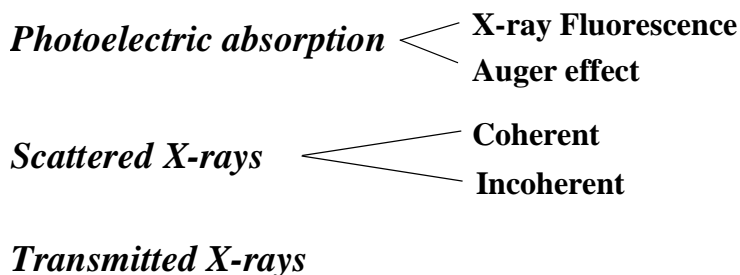 Photoelectric absorption
X-ray Fluorescence
Auger effect
Scattered X-rays
Coherent
Incoherent
Transmitted X-rays